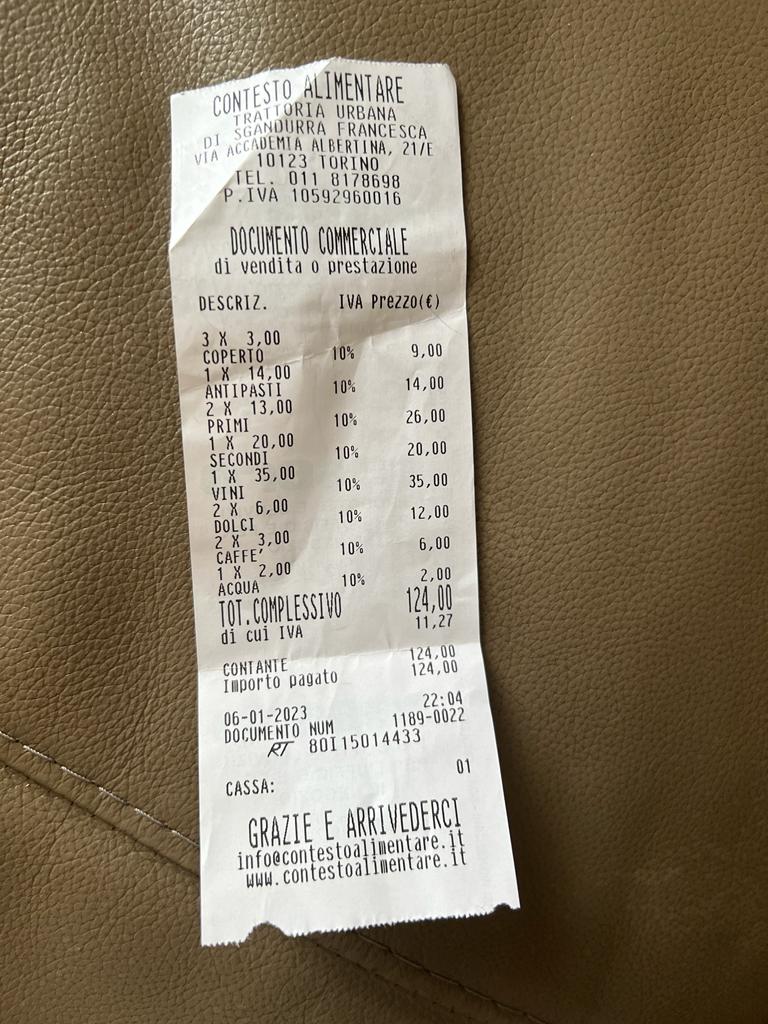 CONTESTO ALIMENTARE
TRATTORIA URBANA
DI SGANDURRA FRANCESCA
VIA ACCADEMIA ALBERTINA, 21/E
10123 TORINO
TEL. 011 8178698
P.IVA 10592960016
DOCUMENTO COMMERCIALE
di vendita o prestazione
DESCRIZ. IVA Prezzo(€)
3 X 3,00
COPERTO 10% 9,00
1 X 14,00
ANTIPASTI 10% 14,00
2 X 13,00
PRIMI 10% 26,00
1 X 20,00
SECONDI 10% 20,00
1 X 35,00
VINI 10% 35,00
2 X 6,00
DOLCI 10% 12,00
2 X 3,00
CAFFE' 10% 6,00
1 X 2,00
ACQUA 10% 2,00
TOT.COMPLESSIVO 124,00
di cui IVA 11,27
CONTANTE 124,00
Importo pagato 124,00
06-01-2023 22:04
DOCUMENTO NUM 1189-0022
RT 80I15014433
CASSA: 01
GRAZIE E ARRIVEDERCI
info@contestoalimentare.it
www.contestoalimentare.it